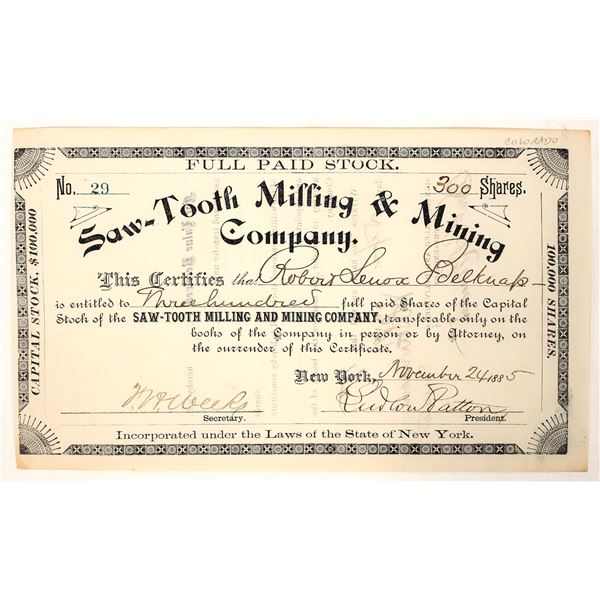 COLORADO
FULL PAID STOCK.
No. 29
300 Shares.
Saw-Tooth Milling & Mining
Company.
This Certifies that Robert Lenox Belknap
is entitled to Three hundred full paid Shares of the Capital
Stock of the SAW-TOOTH MILLING AND MINING COMPANY, transferable only on the
books of the Company in person or by Attorney, on
the surrender of this Certificate.
New York, November 24 1885
Weeks
Secretary.
Ludlow Patton
President.
Incorporated under the Laws of the State of New York.
CAPITAL STOCK, $100,000
100,000 SHARES.